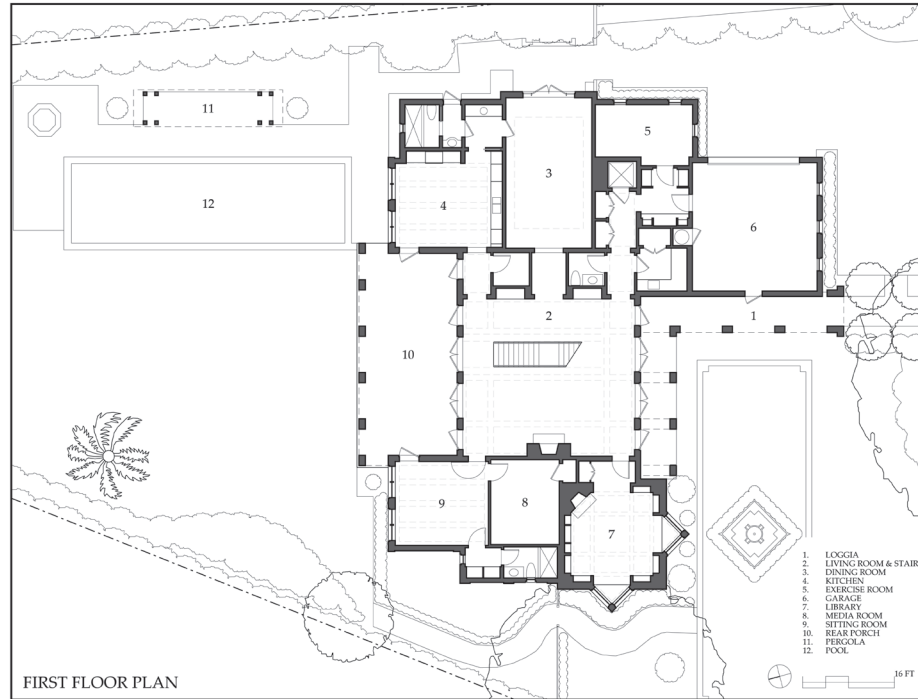 11
5
3
4
12
6
2
1
10
9
8
7
1. LOGGIA
2. LIVING ROOM & STAIR
3. DINING ROOM
4. KITCHEN
5. EXERCISE ROOM
6. GARAGE
7. LIBRARY
8. MEDIA ROOM
9. SITTING ROOM
10. REAR PORCH
11. PERGOLA
12. POOL
16 FT
FIRST FLOOR PLAN